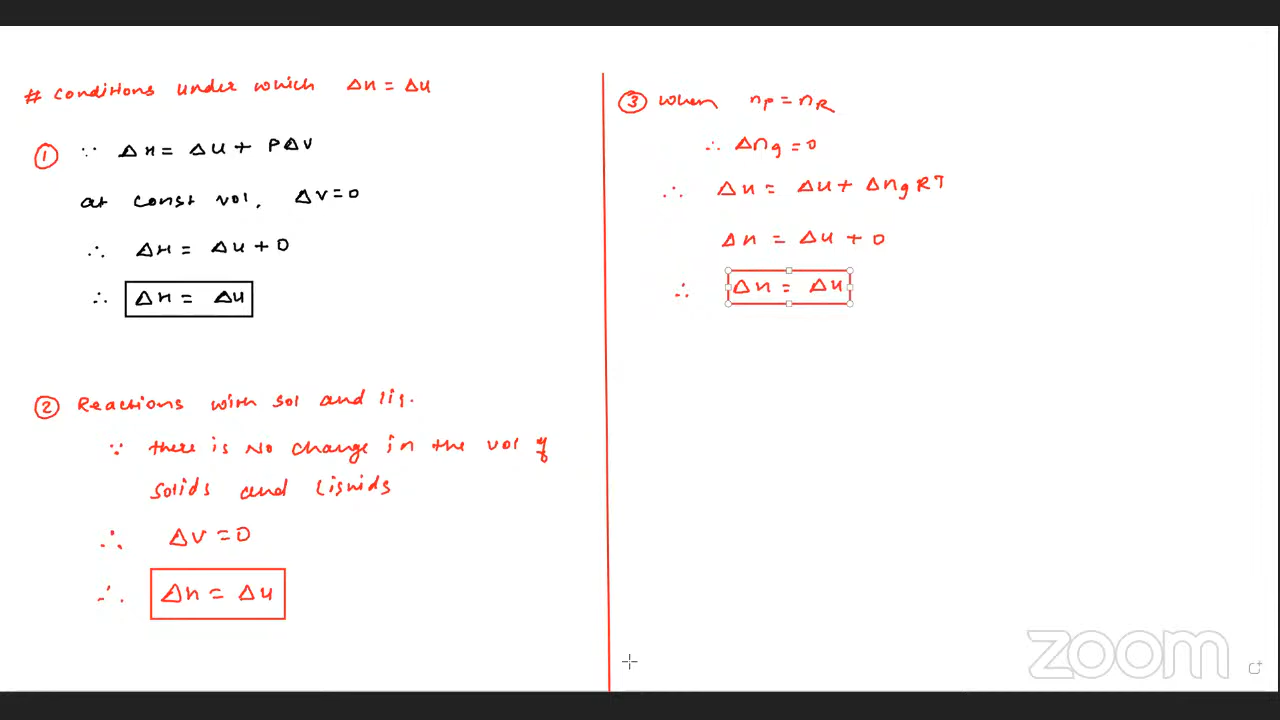 # Conditions under which ΔH = ΔU
① ∵ ΔH = ΔU + PΔV
at const vol, ΔV=0
∴ ΔH = ΔU + 0
∴ ΔH = ΔU
② Reactions with sol and liq.
∵ there is No change in the vol of
solids and liquids
∴ ΔV = 0
∴ ΔH = ΔU
③ when np = nR
∴ Δng = 0
∴ ΔH = ΔU + ΔngRT
ΔH = ΔU + 0
∴ ΔH = ΔU
zoom